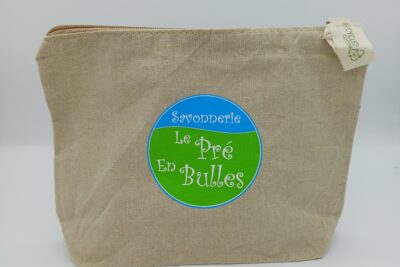 Savonnerie
Le Pré
En Bulles